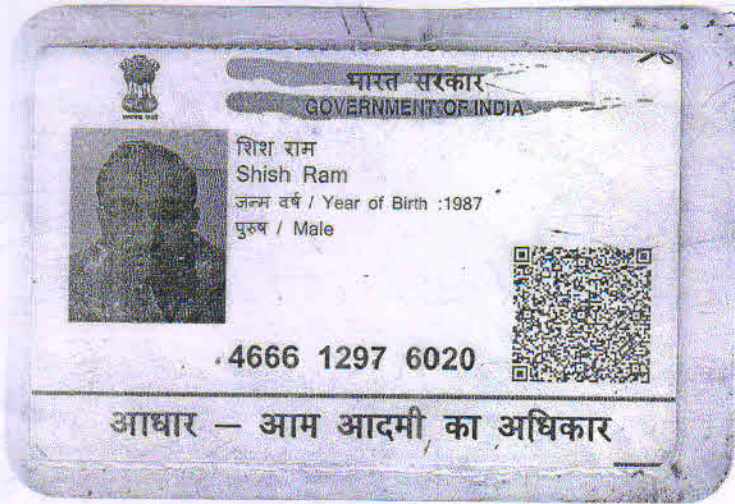 भारत सरकार
GOVERNMENT OF INDIA
शिश राम
Shish Ram
जन्म वर्ष / Year of Birth :1987
पुरुष / Male
4666 1297 6020
आधार – आम आदमी का अधिकार